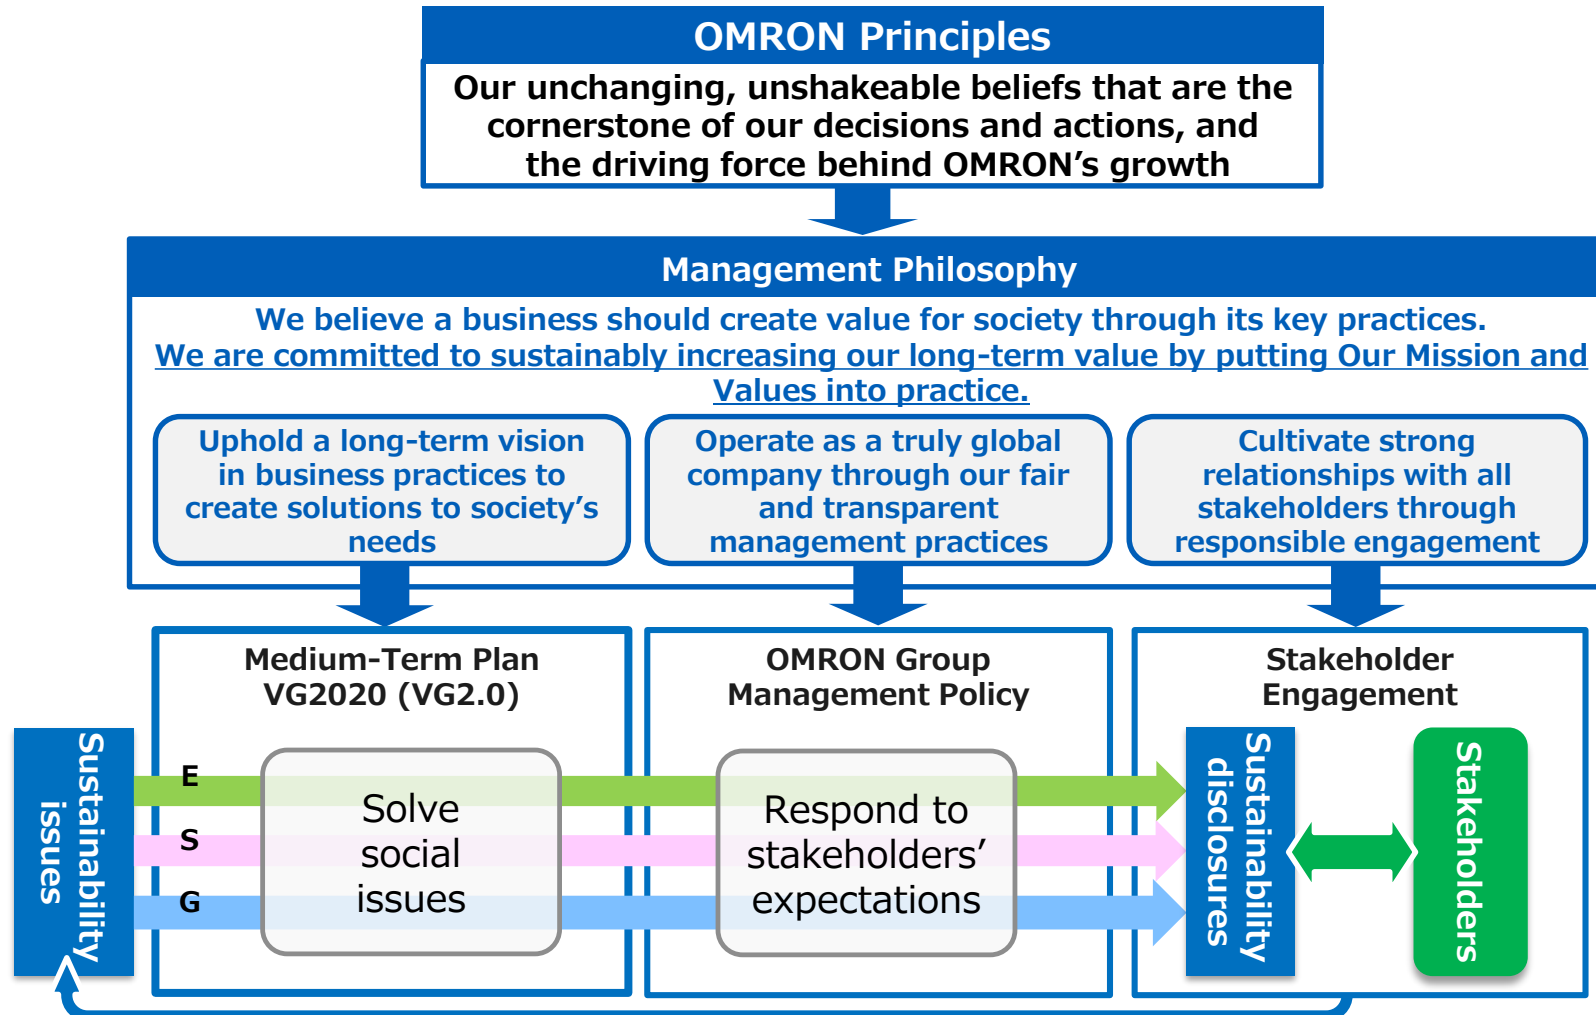 OMRON Principles
Our unchanging, unshakeable beliefs that are the
cornerstone of our decisions and actions, and
the driving force behind OMRON’s growth
Management Philosophy
We believe a business should create value for society through its key practices.
We are committed to sustainably increasing our long-term value by putting Our Mission and
Values into practice.
Uphold a long-term vision
in business practices to
create solutions to society’s
needs
Operate as a truly global
company through our fair
and transparent
management practices
Cultivate strong
relationships with all
stakeholders through
responsible engagement
Medium-Term Plan
VG2020 (VG2.0)
OMRON Group
Management Policy
Stakeholder
Engagement
Sustainability
issues
E
S
G
Solve
social
issues
Respond to
stakeholders’
expectations
Sustainability
disclosures
Stakeholders